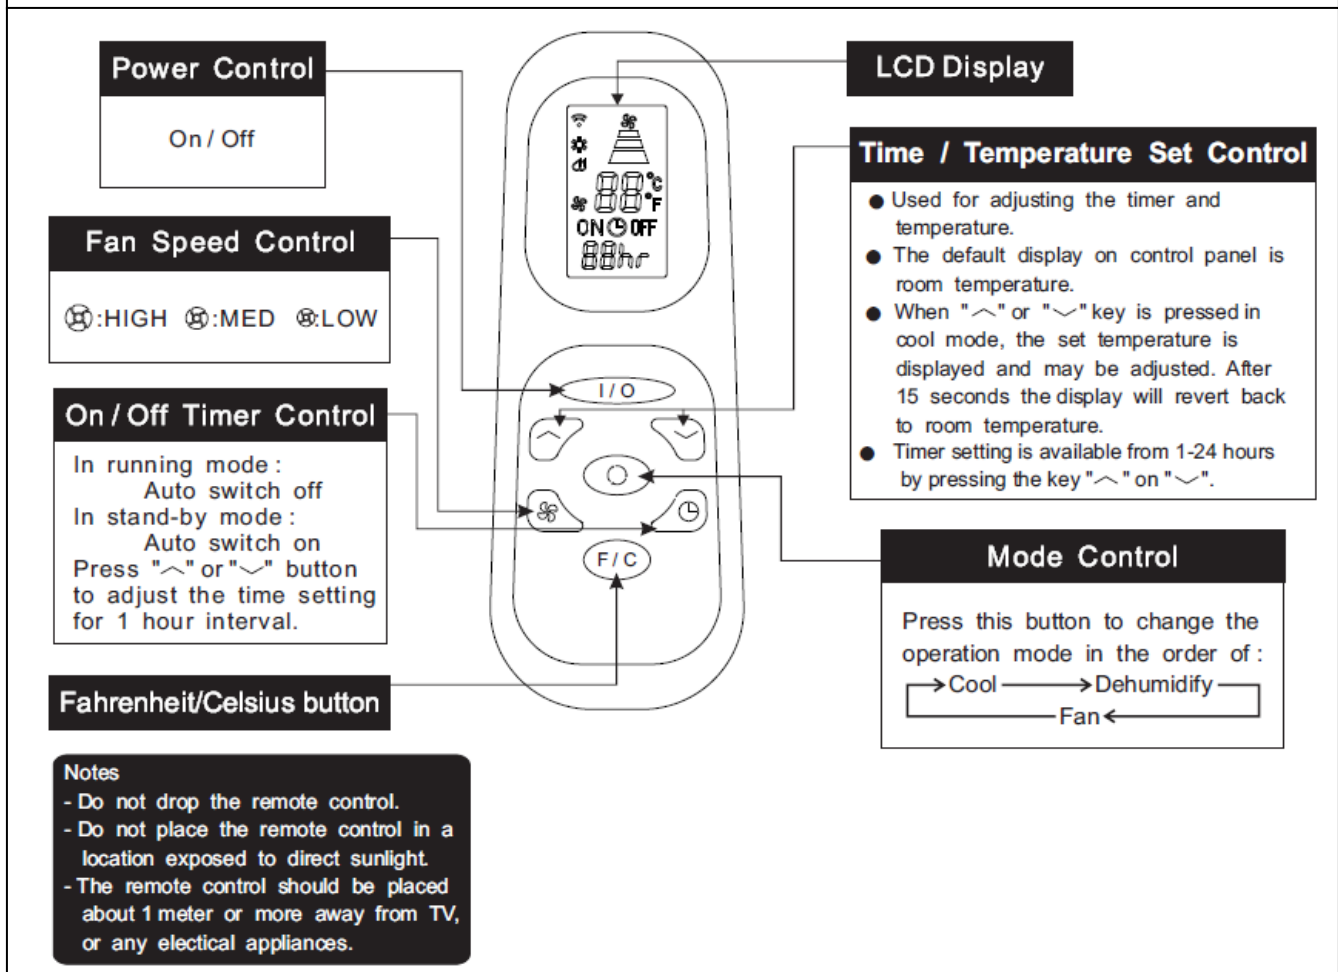 Power Control
On / Off
Fan Speed Control
:HIGH :MED :LOW
On / Off Timer Control
In running mode :
Auto switch off
In stand-by mode :
Auto switch on
Press "︿" or "﹀" button
to adjust the time setting
for 1 hour interval.
Fahrenheit/Celsius button
Notes
- Do not drop the remote control.
- Do not place the remote control in a
location exposed to direct sunlight.
- The remote control should be placed
about 1 meter or more away from TV,
or any electical appliances.
88°C
°F
ON OFF
88hr
I / O
F / C
LCD Display
Time / Temperature Set Control
● Used for adjusting the timer and
temperature.
● The default display on control panel is
room temperature.
● When "︿" or "﹀" key is pressed in
cool mode, the set temperature is
displayed and may be adjusted. After
15 seconds the display will revert back
to room temperature.
● Timer setting is available from 1-24 hours
by pressing the key "︿" on "﹀".
Mode Control
Press this button to change the
operation mode in the order of :
Cool Dehumidify
Fan